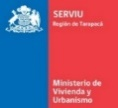 SERVIU
Región de Tarapacá
Ministerio de
Vivienda y
Urbanismo